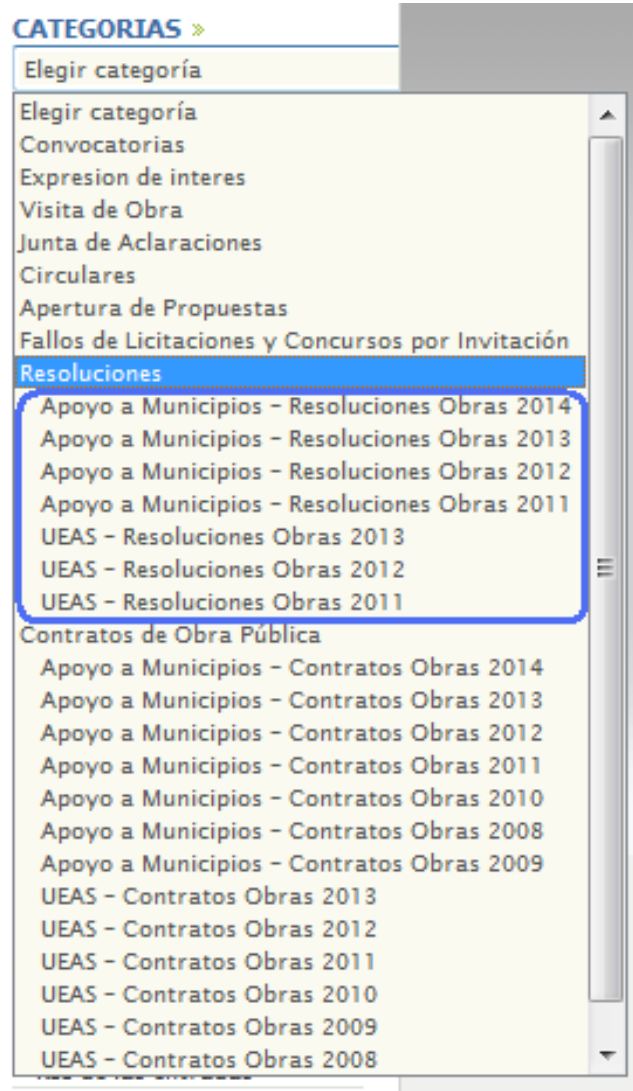 CATEGORIAS »
Elegir categoría
Elegir categoría
Convocatorias
Expresion de interes
Visita de Obra
Junta de Aclaraciones
Circulares
Apertura de Propuestas
Fallos de Licitaciones y Concursos por Invitación
Resoluciones
Apoyo a Municipios - Resoluciones Obras 2014
Apoyo a Municipios - Resoluciones Obras 2013
Apoyo a Municipios - Resoluciones Obras 2012
Apoyo a Municipios - Resoluciones Obras 2011
UEAS - Resoluciones Obras 2013
UEAS - Resoluciones Obras 2012
UEAS - Resoluciones Obras 2011
Contratos de Obra Pública
Apoyo a Municipios - Contratos Obras 2014
Apoyo a Municipios - Contratos Obras 2013
Apoyo a Municipios - Contratos Obras 2012
Apoyo a Municipios - Contratos Obras 2011
Apoyo a Municipios - Contratos Obras 2010
Apoyo a Municipios - Contratos Obras 2008
Apoyo a Municipios - Contratos Obras 2009
UEAS - Contratos Obras 2013
UEAS - Contratos Obras 2012
UEAS - Contratos Obras 2011
UEAS - Contratos Obras 2010
UEAS - Contratos Obras 2009
UEAS - Contratos Obras 2008